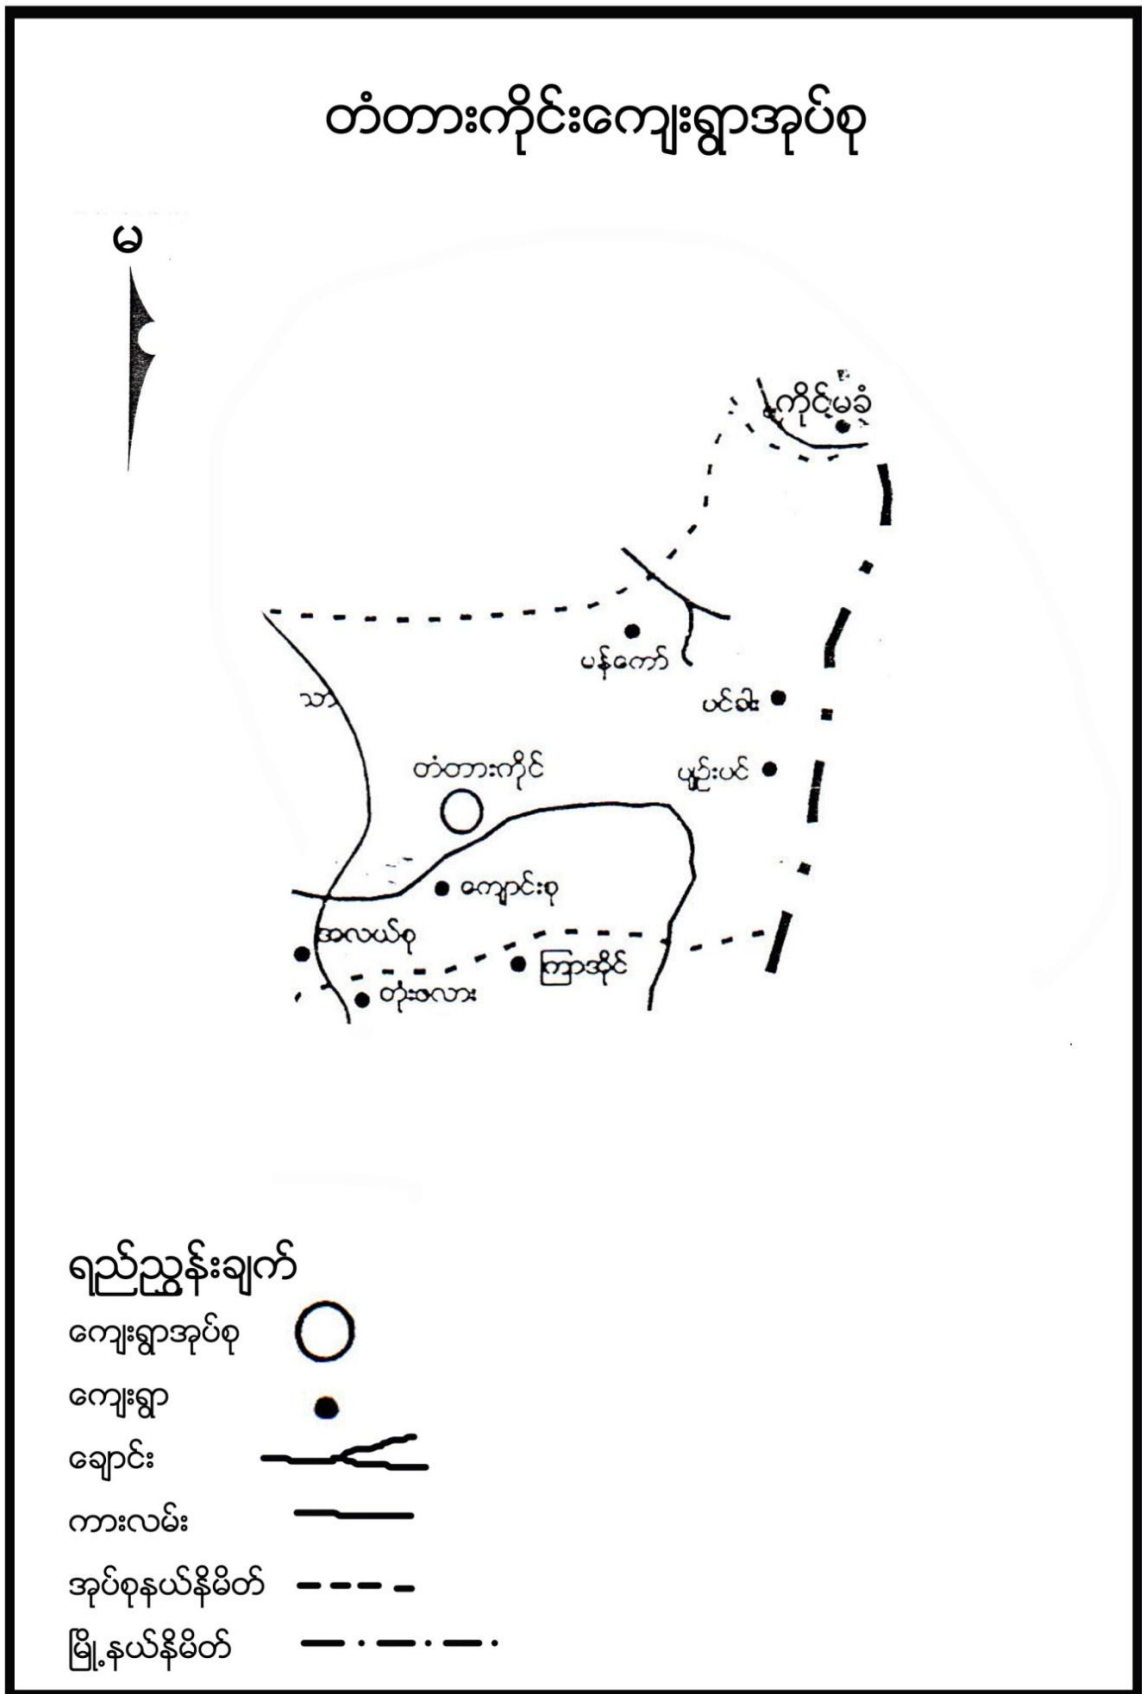 တံတားကိုင်းကျေးရွာအုပ်စု
မ
ကိုင်မခံ
မန်ကော်
သာ
ပင်ခါး
တံတားကိုင်
ပျဉ်းပင်
ကျောင်းစု
အလယ်စု
ကြာအိုင်
တုံးဇလား
ရည်ညွှန်းချက်
ကျေးရွာအုပ်စု
ကျေးရွာ
ချောင်း
ကားလမ်း
အုပ်စုနယ်နိမိတ်
မြို့နယ်နိမိတ်